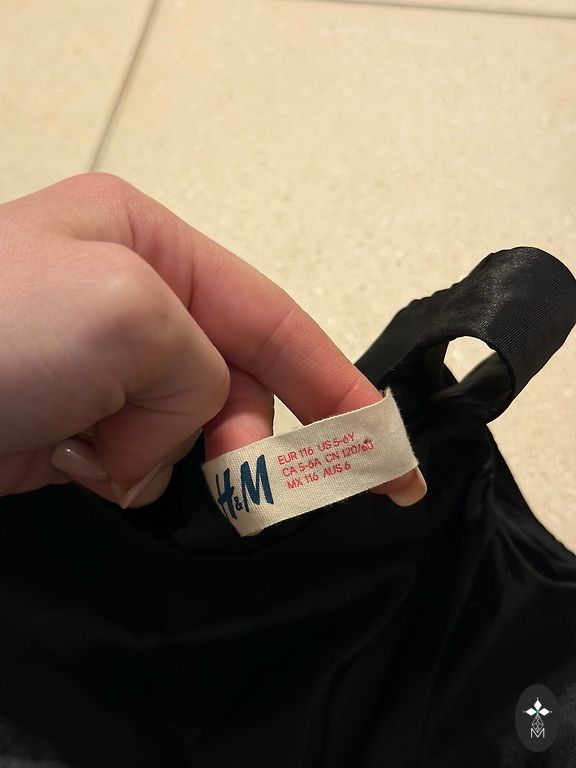 H&M
EUR 116 US 5-6Y
CA 5-6A CN 120/60
MX 116 AUS 6
M